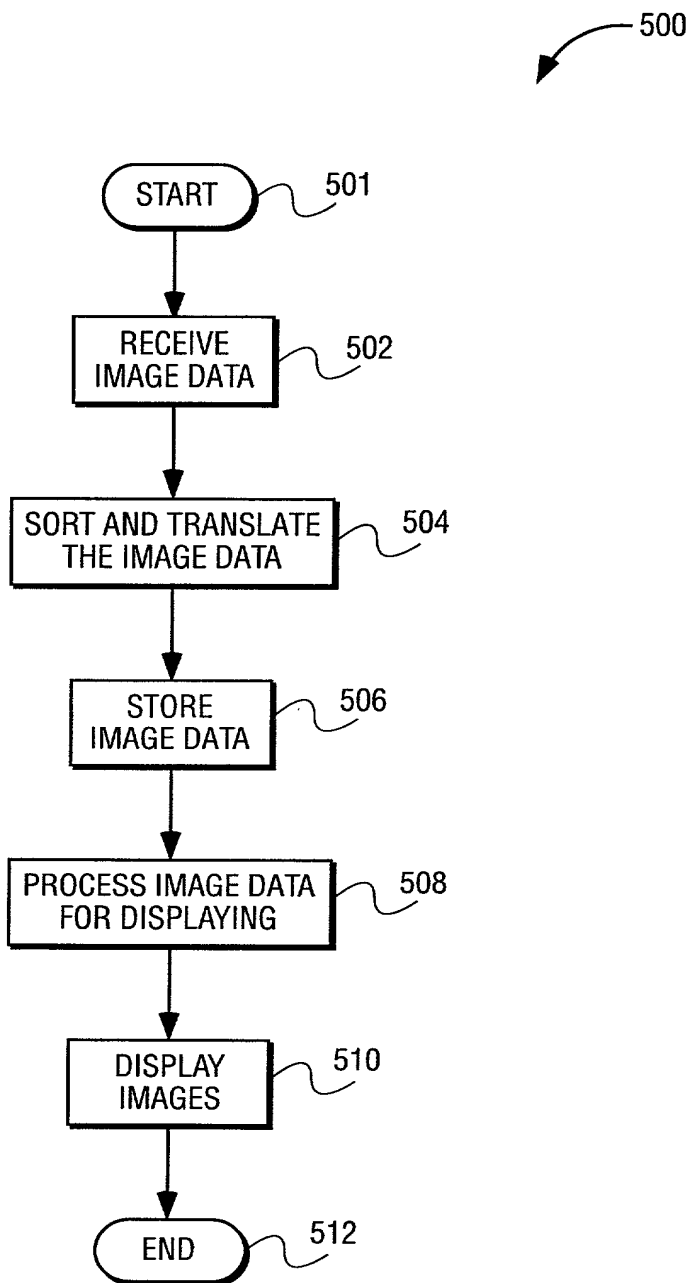 500
START
501
RECEIVE
IMAGE DATA
502
SORT AND TRANSLATE
THE IMAGE DATA
504
STORE
IMAGE DATA
506
PROCESS IMAGE DATA
FOR DISPLAYING
508
DISPLAY
IMAGES
510
END
512